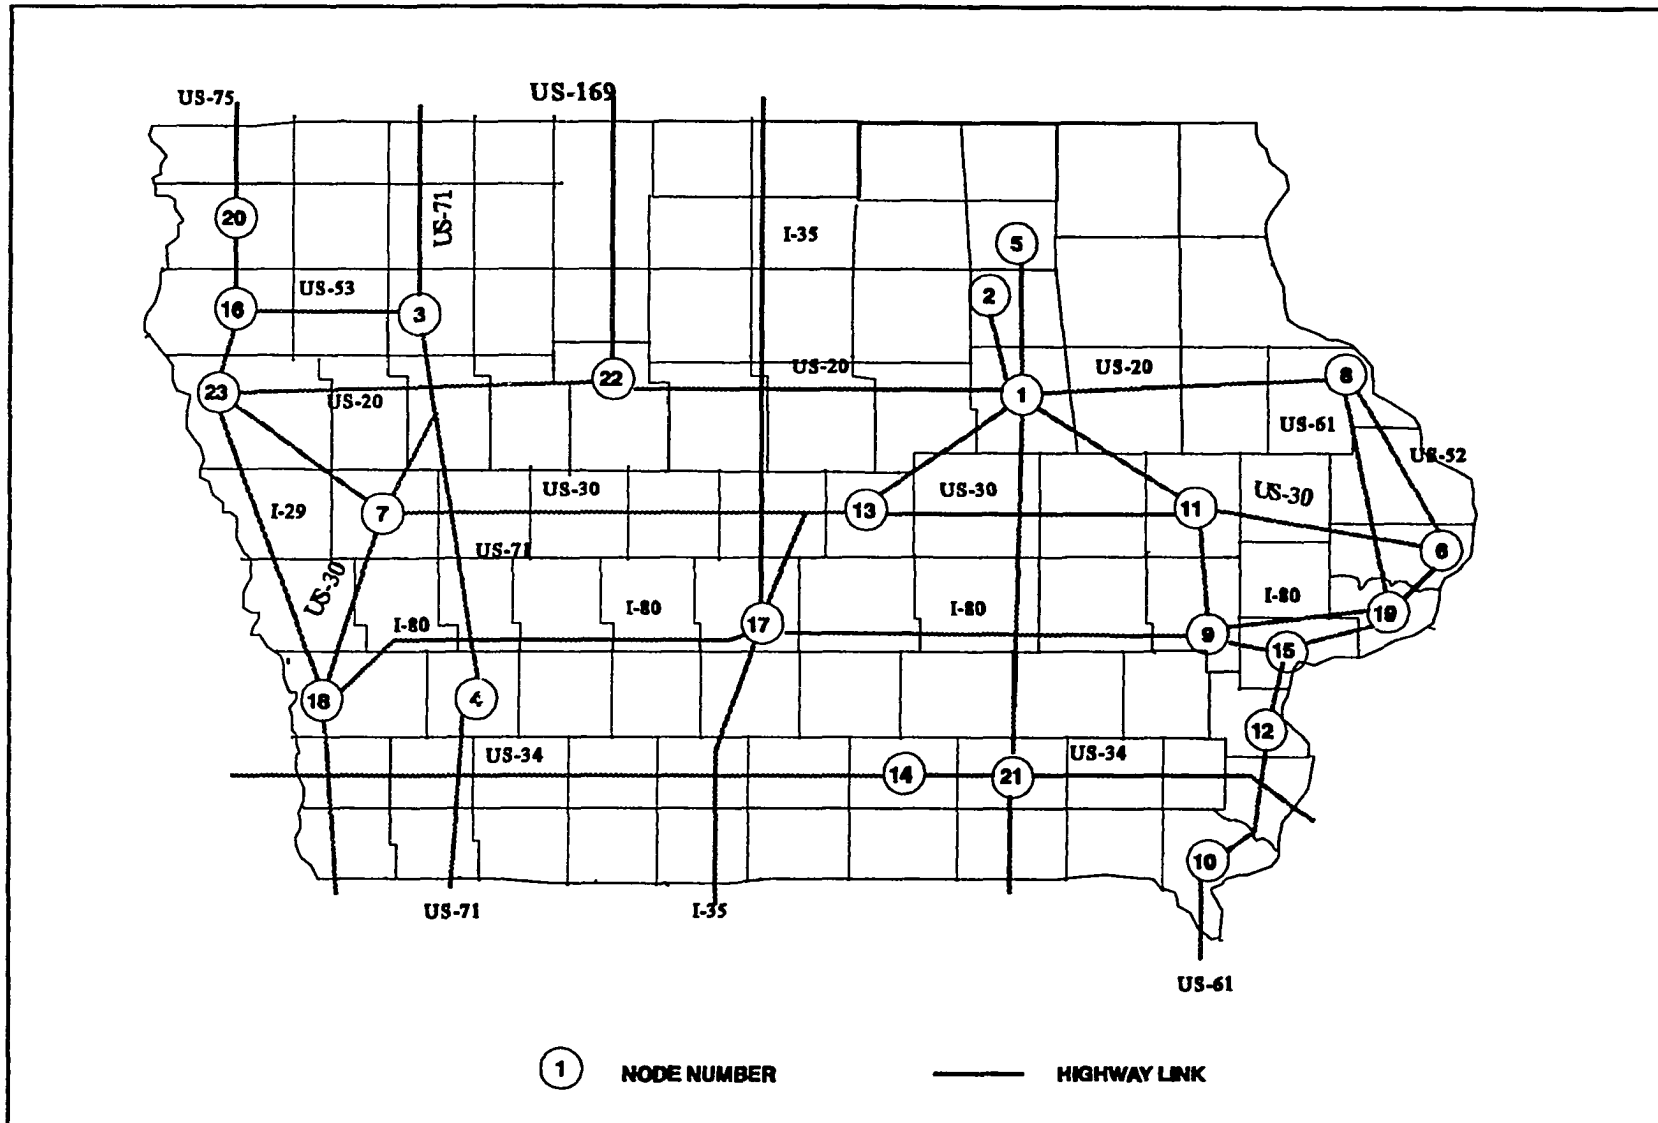 US-75
US-169
20
US-71
I-35
5
2
US-53
16
3
22
US-20
US-20
8
23
US-20
1
US-61
US-52
7
US-30
13
US-30
11
US-30
I-29
6
US-71
US-30
I-80
I-80
17
I-80
9
I-80
19
15
18
4
12
US-34
14
21
US-34
10
US-71
I-35
US-61
1 NODE NUMBER HIGHWAY LINK